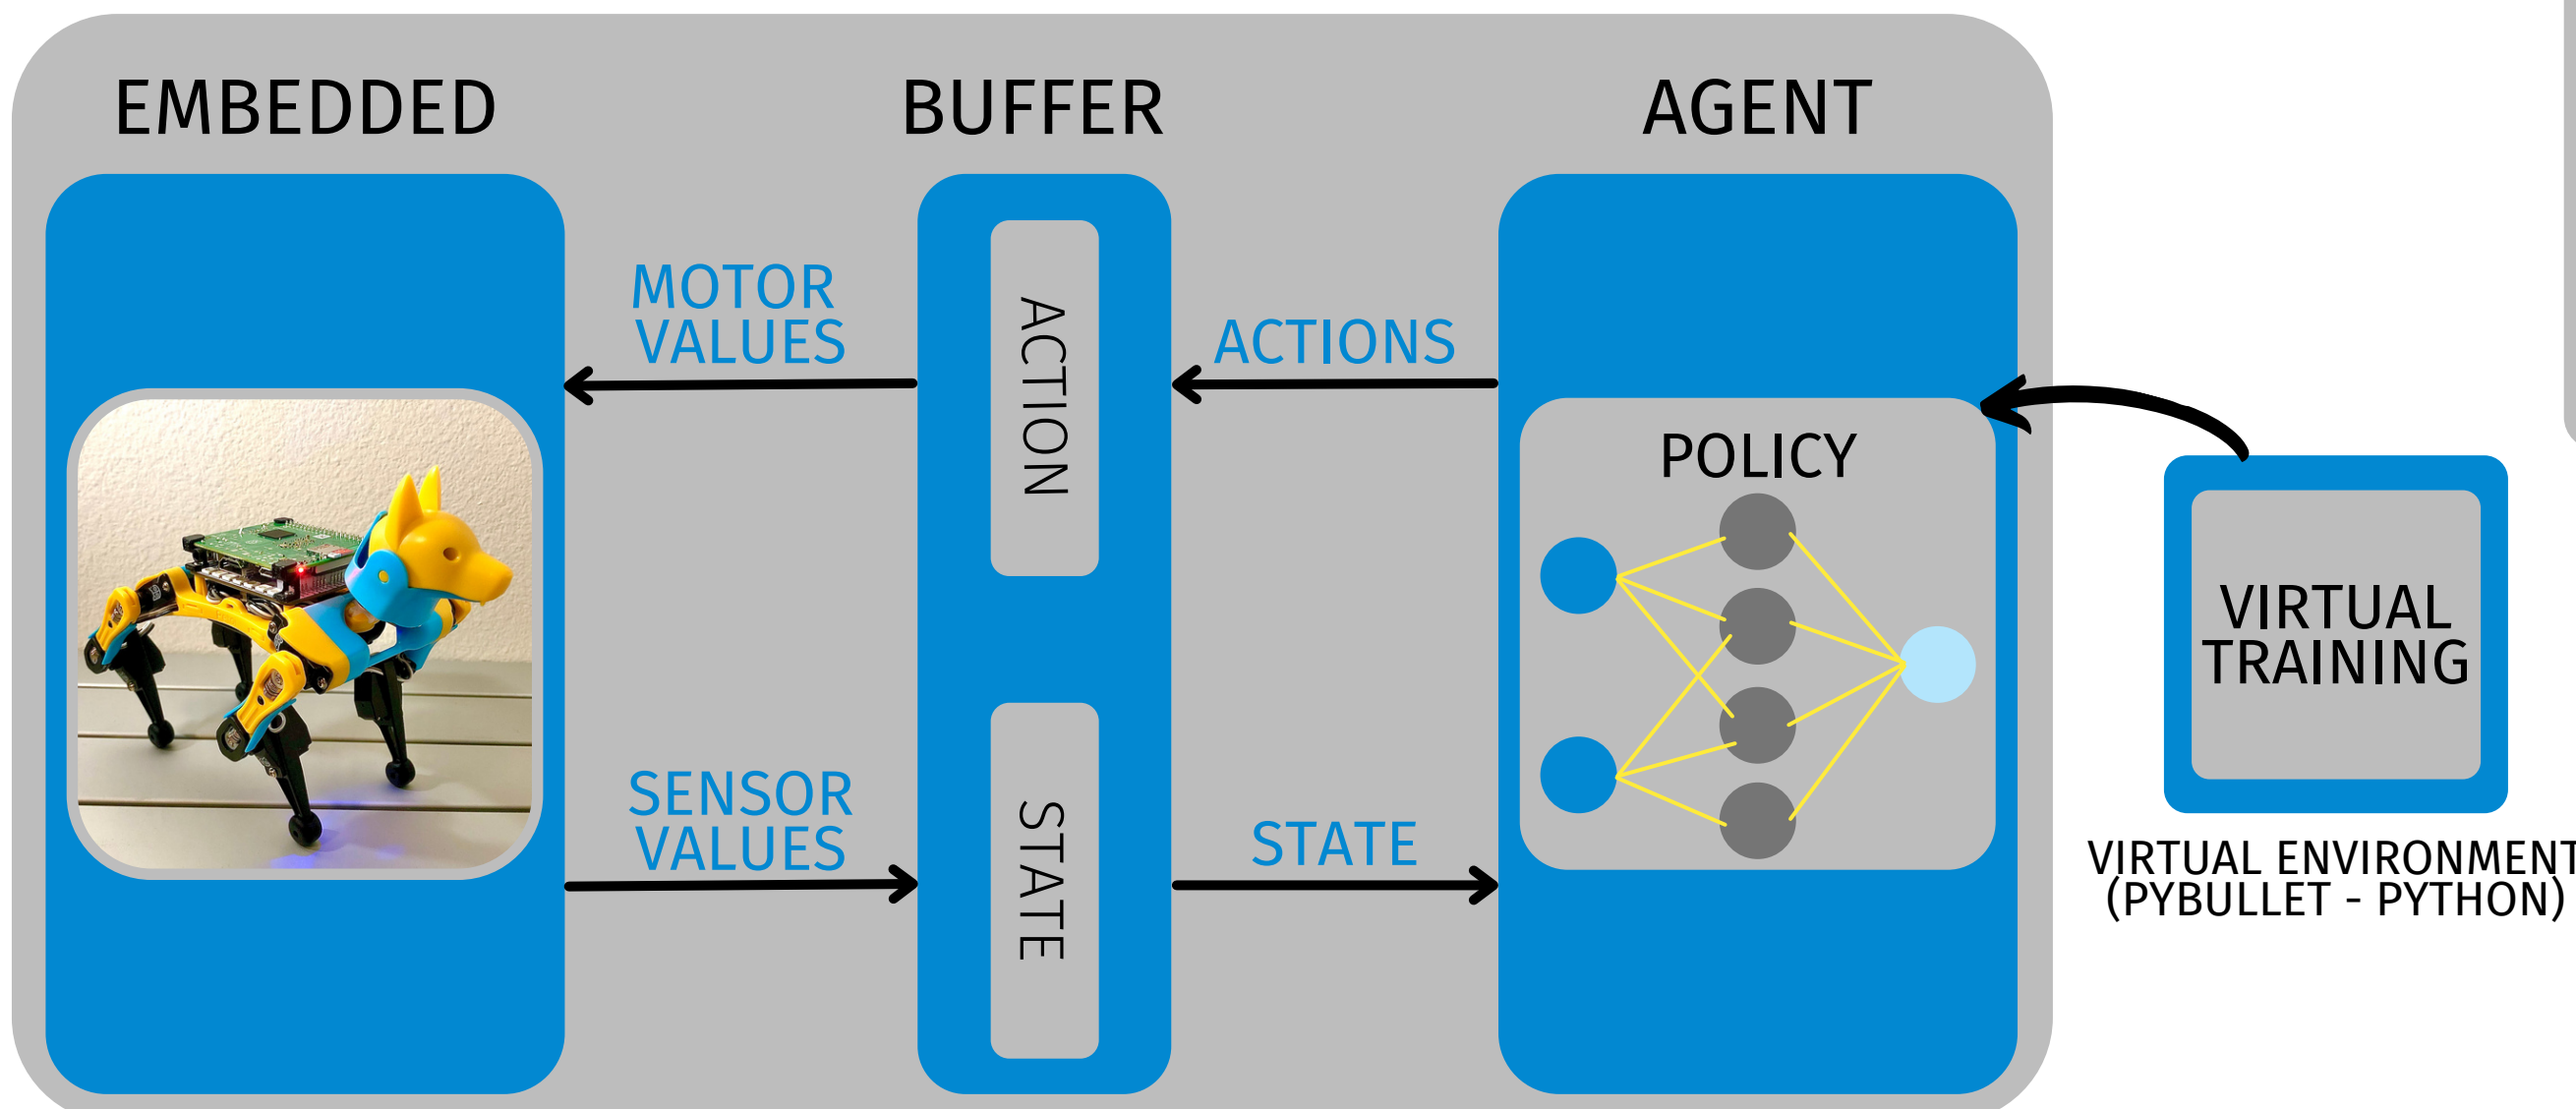 EMBEDDED
BUFFER
AGENT
MOTOR
VALUES
ACTION
ACTIONS
POLICY
VIRTUAL
TRAINING
SENSOR
VALUES
STATE
STATE
VIRTUAL ENVIRONMENT
(PYBULLET - PYTHON)